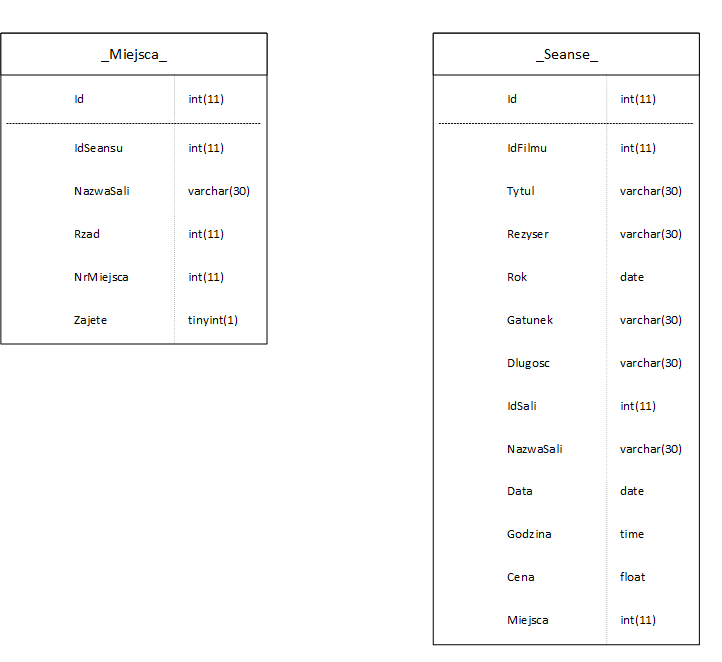 _Miejsca_
Id int(11)
IdSeansu int(11)
NazwaSali varchar(30)
Rzad int(11)
NrMiejsca int(11)
Zajete tinyint(1)
_Seanse_
Id int(11)
IdFilmu int(11)
Tytul varchar(30)
Rezyser varchar(30)
Rok date
Gatunek varchar(30)
Dlugosc varchar(30)
IdSali int(11)
NazwaSali varchar(30)
Data date
Godzina time
Cena float
Miejsca int(11)